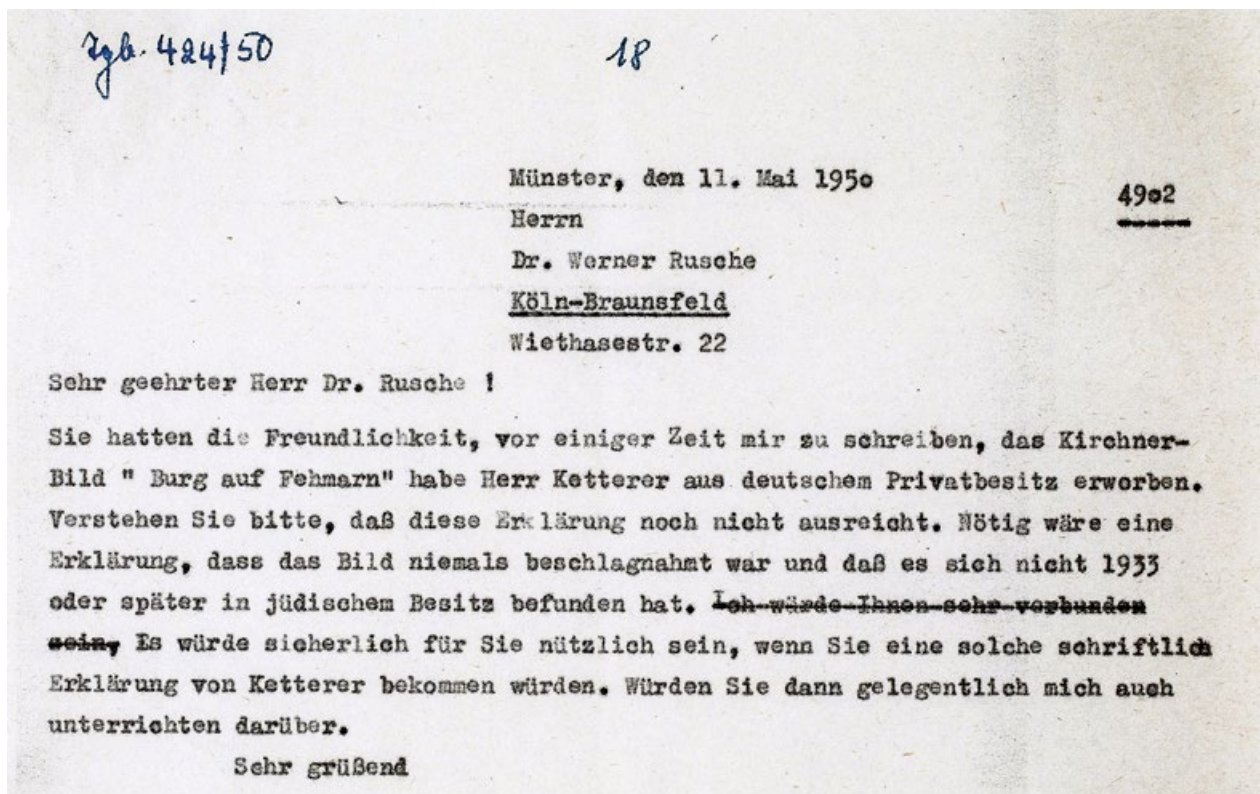 Tgb. 424/50 18
Münster, den 11. Mai 1950
4902
Herrn
Dr. Werner Rusche
Köln-Braunsfeld
Wiethasestr. 22
Sehr geehrter Herr Dr. Rusche !
Sie hatten die Freundlichkeit, vor einiger Zeit mir zu schreiben, das Kirchner-
Bild " Burg auf Fehmarn" habe Herr Ketterer aus deutschem Privatbesitz erworben.
Verstehen Sie bitte, daß diese Erklärung noch nicht ausreicht. Nötig wäre eine
Erklärung, dass das Bild niemals beschlagnahmt war und daß es sich nicht 1933
oder später in jüdischem Besitz befunden hat. Ich würde Ihnen sehr verbunden
sein, Es würde sicherlich für Sie nützlich sein, wenn Sie eine solche schriftlich
Erklärung von Ketterer bekommen würden. Würden Sie dann gelegentlich mich auch
unterrichten darüber.
Sehr grüßend